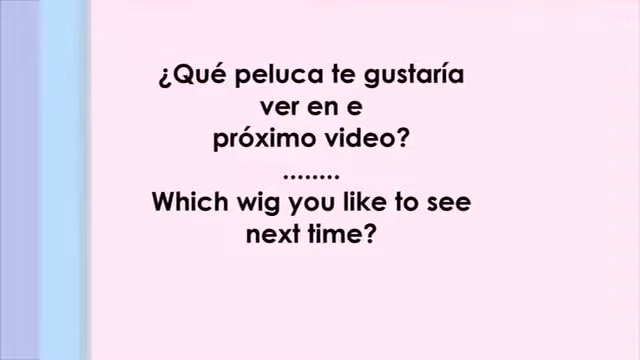 ¿Qué peluca te gustaría
ver en e
próximo video?
........
Which wig you like to see
next time?